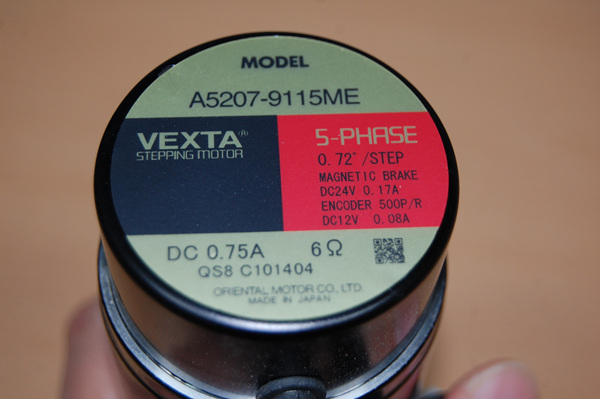 MODEL
A5207-9115ME
VEXTA®
STEPPING MOTOR
5-PHASE
0.72°/STEP
MAGNETIC BRAKE
DC24V 0.17A
ENCODER 500P/R
DC12V 0.08A
DC 0.75A 6Ω
QS8 C101404
ORIENTAL MOTOR CO., LTD.
MADE IN JAPAN